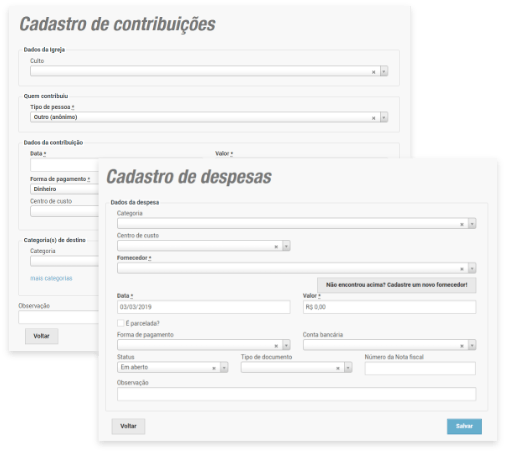 Cadastro de contribuições
Dados da Igreja
Culto
Quem contribuiu
Tipo de pessoa *
Outro (anônimo)
Dados da contribuição
Data * Valor *
Forma de pagamento *
Dinheiro
Centro de custo
Categoria(s) de destino
Categoria
mais categorias
Observação
Voltar
Cadastro de despesas
Dados da despesa
Categoria
Centro de custo
Fornecedor *
Não encontrou acima? Cadastre um novo fornecedor!
Data * Valor *
03/03/2019 R$ 0,00
É parcelada?
Forma de pagamento Conta bancária
Status Tipo de documento Número da Nota fiscal
Em aberto
Observação
Voltar Salvar